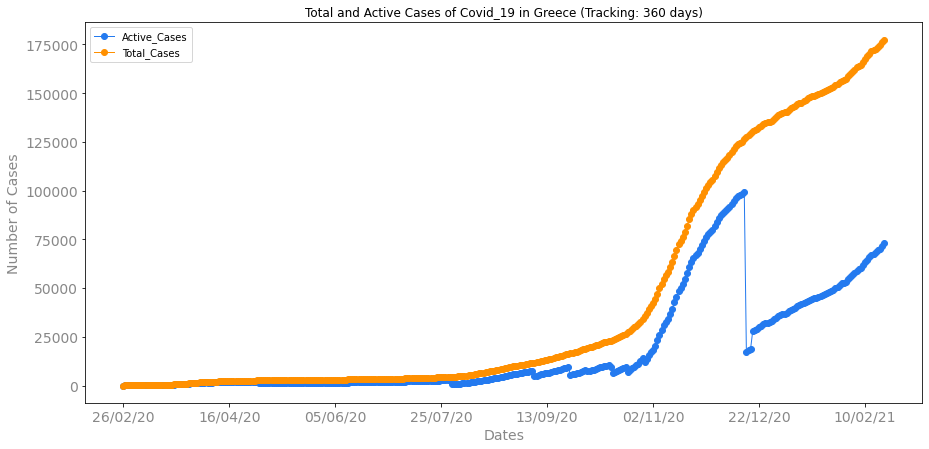 Total and Active Cases of Covid_19 in Greece (Tracking: 360 days)
Active_Cases
Total_Cases
175000
150000
125000
100000
75000
50000
25000
0
Number of Cases
26/02/20 16/04/20 05/06/20 25/07/20 13/09/20 02/11/20 22/12/20 10/02/21
Dates